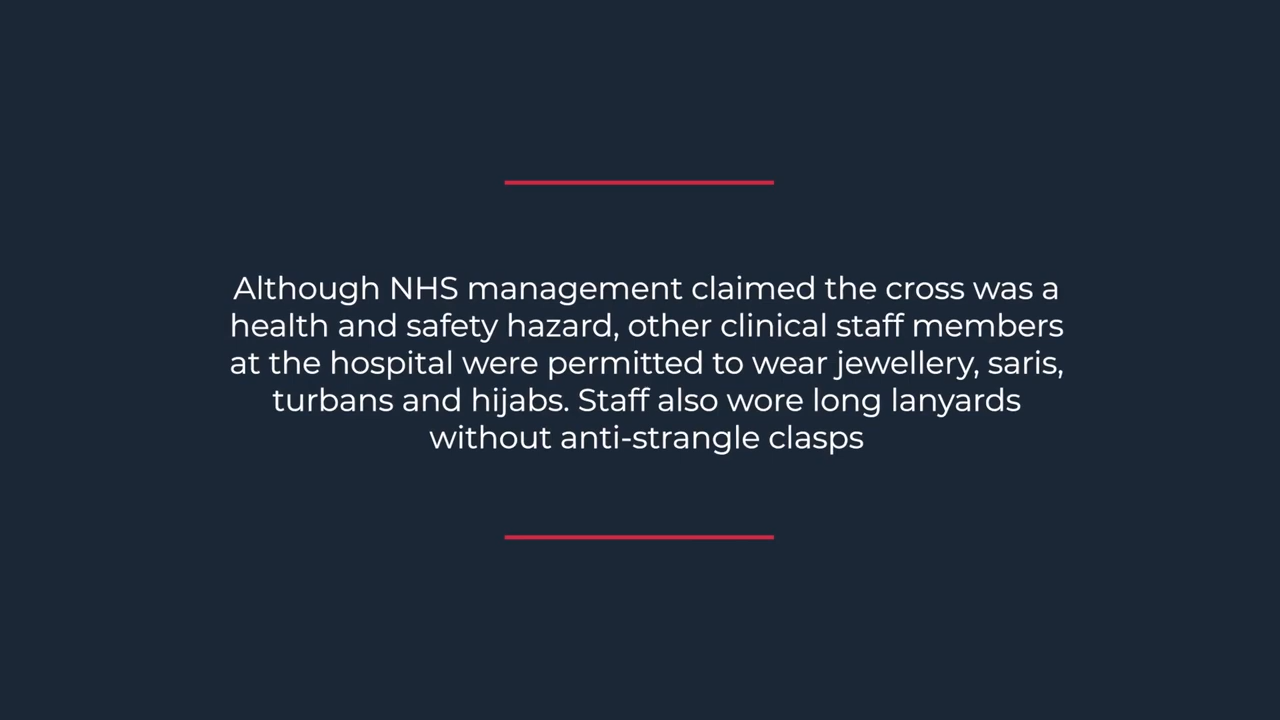 Although NHS management claimed the cross was a
health and safety hazard, other clinical staff members
at the hospital were permitted to wear jewellery, saris,
turbans and hijabs. Staff also wore long lanyards
without anti-strangle clasps